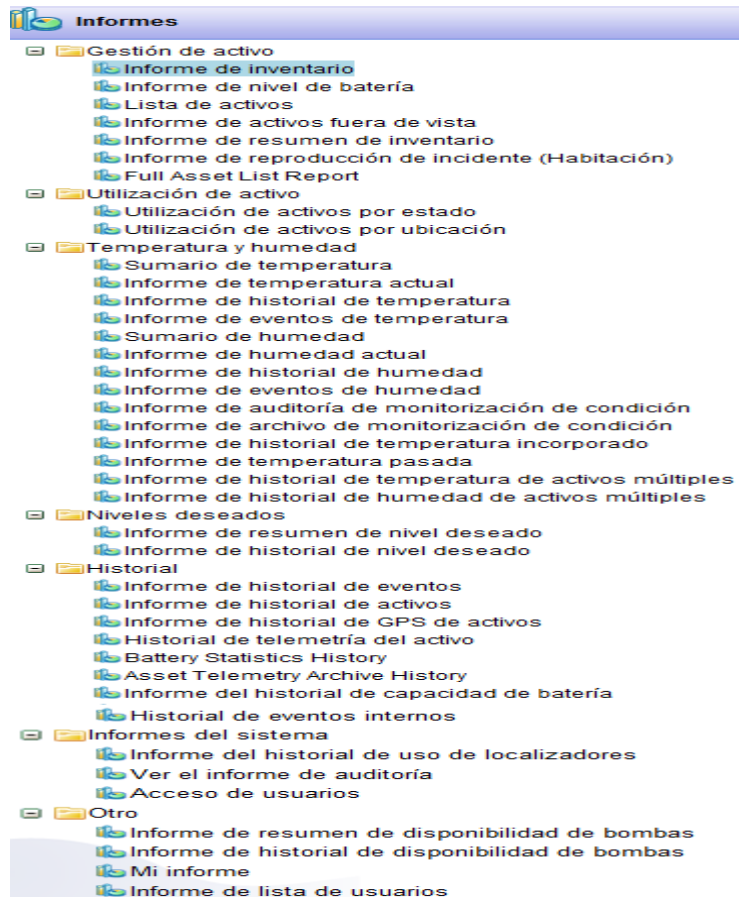 Informes
Gestión de activo
Informe de inventario
Informe de nivel de batería
Lista de activos
Informe de activos fuera de vista
Informe de resumen de inventario
Informe de reproducción de incidente (Habitación)
Full Asset List Report
Utilización de activo
Utilización de activos por estado
Utilización de activos por ubicación
Temperatura y humedad
Sumario de temperatura
Informe de temperatura actual
Informe de historial de temperatura
Informe de eventos de temperatura
Sumario de humedad
Informe de humedad actual
Informe de historial de humedad
Informe de eventos de humedad
Informe de auditoría de monitorización de condición
Informe de archivo de monitorización de condición
Informe de historial de temperatura incorporado
Informe de temperatura pasada
Informe de historial de temperatura de activos múltiples
Informe de historial de humedad de activos múltiples
Niveles deseados
Informe de resumen de nivel deseado
Informe de historial de nivel deseado
Historial
Informe de historial de eventos
Informe de historial de activos
Informe de historial de GPS de activos
Historial de telemetría del activo
Battery Statistics History
Asset Telemetry Archive History
Informe del historial de capacidad de batería
Historial de eventos internos
Informes del sistema
Informe del historial de uso de localizadores
Ver el informe de auditoría
Acceso de usuarios
Otro
Informe de resumen de disponibilidad de bombas
Informe de historial de disponibilidad de bombas
Mi informe
Informe de lista de usuarios